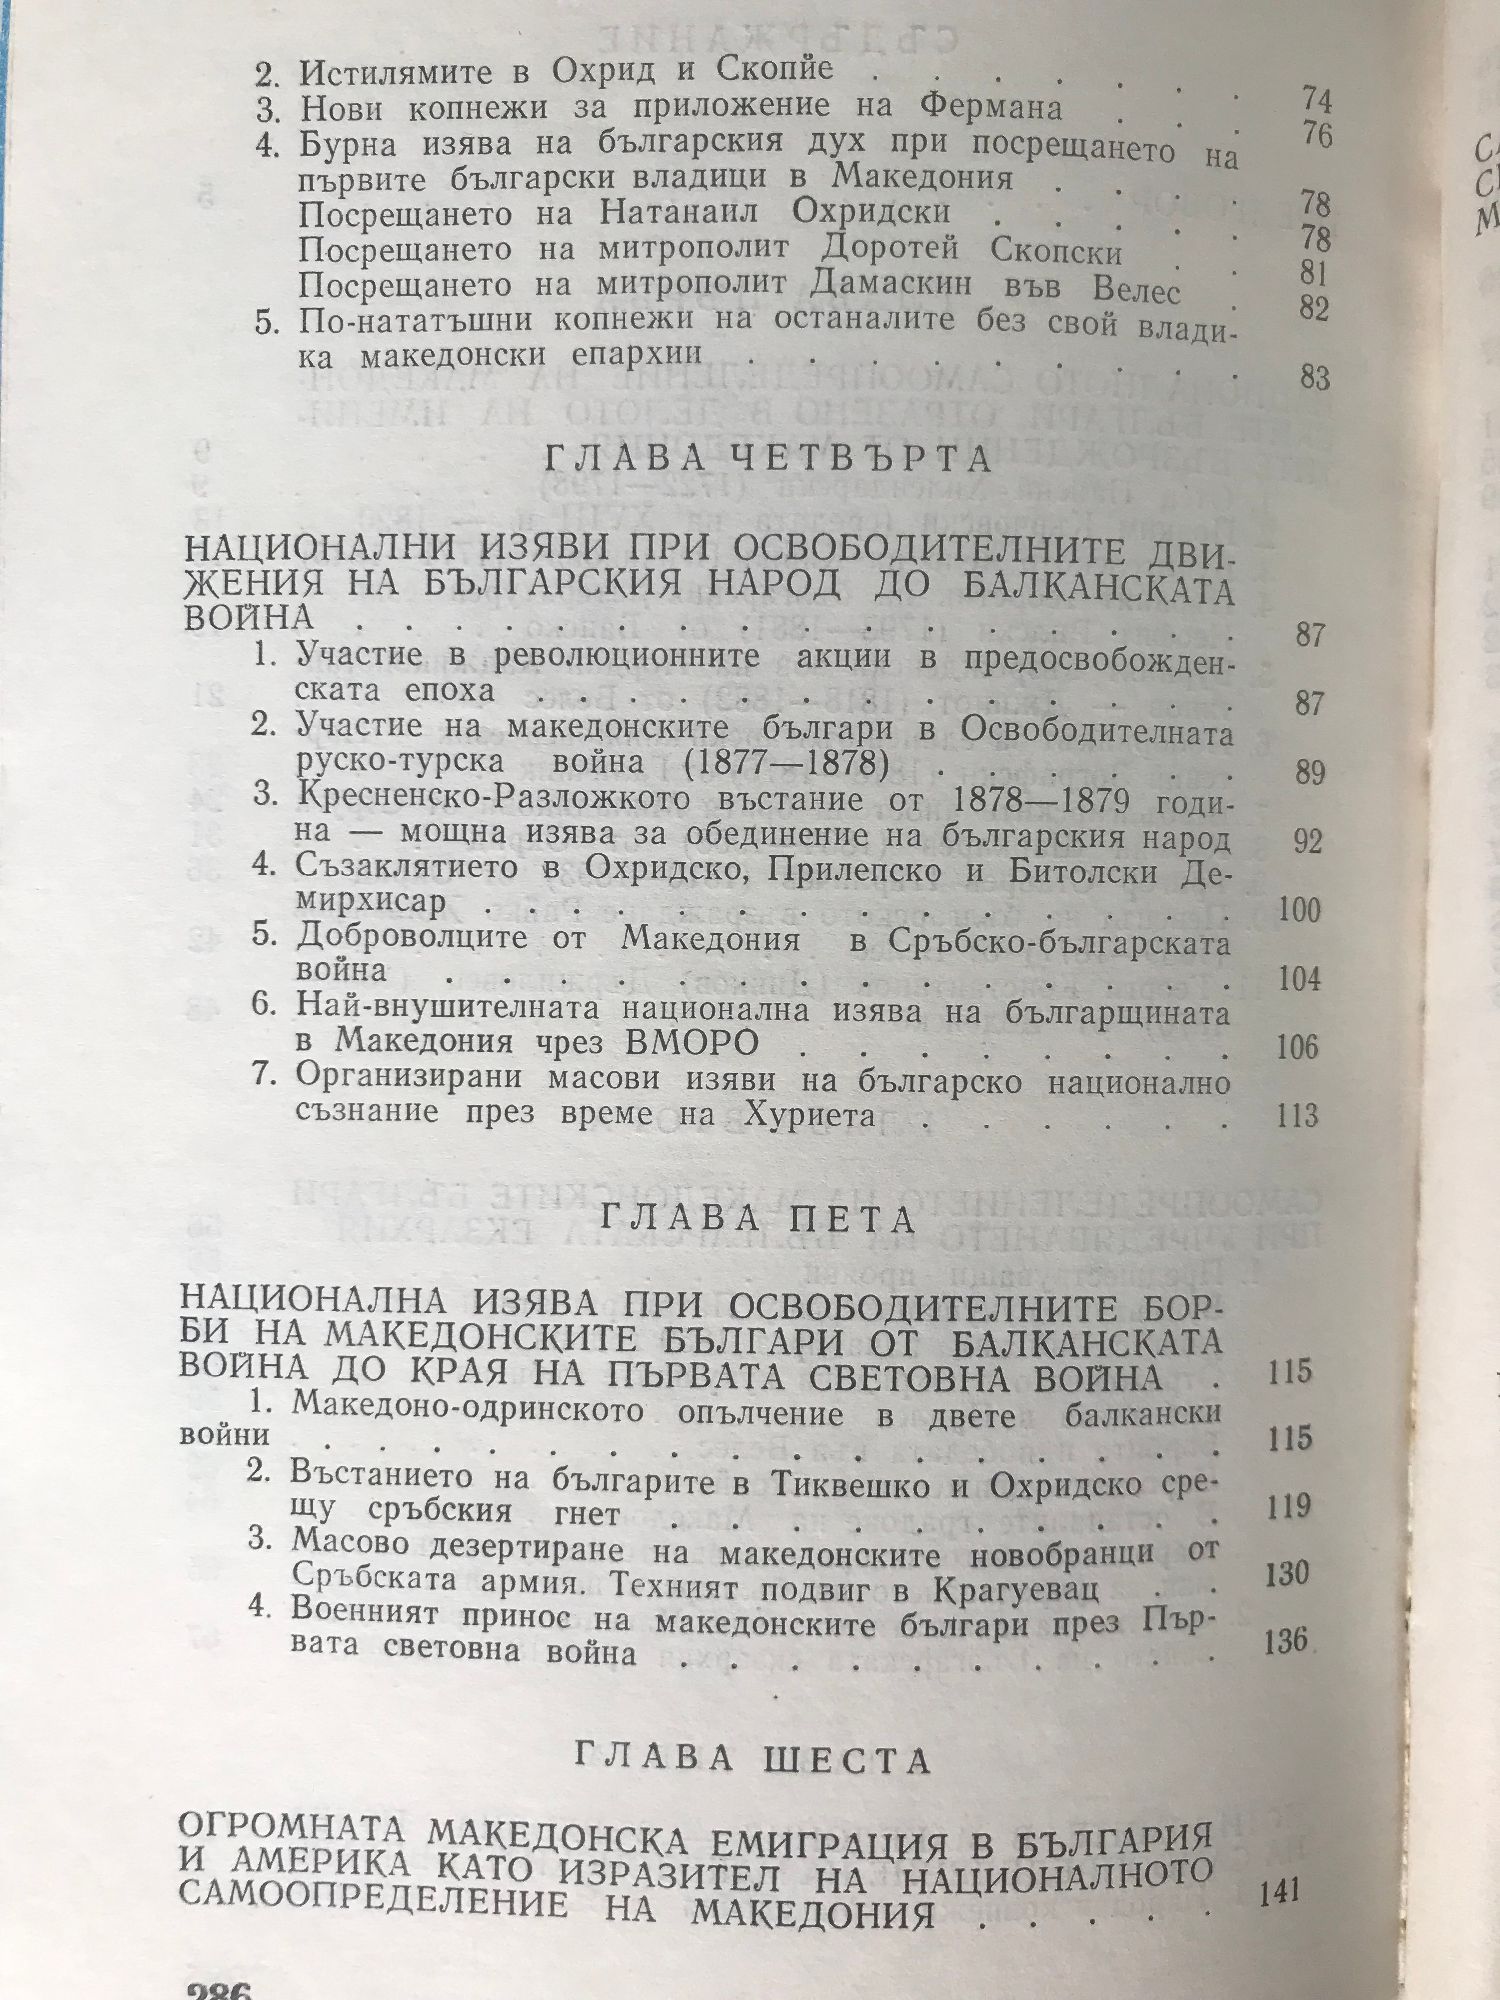 2. Истилямите в Охрид и Скопйе . . . . . . . 74
3. Нови копнежи за приложение на Фермана . . . 76
4. Бурна изява на българския дух при посрещането на
първите български владици в Македония . . . . 78
Посрещането на Натанаил Охридски . . . . . 78
Посрещането на митрополит Доротей Скопски . . 81
Посрещането на митрополит Дамаскин във Велес . 82
5. По-нататъшни копнежи на останалите без свой влади-
ка македонски епархии . . . . . . . . . 83
ГЛАВА ЧЕТВЪРТА
НАЦИОНАЛНИ ИЗЯВИ ПРИ ОСВОБОДИТЕЛНИТЕ ДВИ-
ЖЕНИЯ НА БЪЛГАРСКИЯ НАРОД ДО БАЛКАНСКАТА
ВОЙНА . . . . . . . . . . . . . . . 87
1. Участие в революционните акции в предосвобожден-
ската епоха . . . . . . . . . . . . 87
2. Участие на македонските българи в Освободителната
руско-турска война (1877—1878) . . . . . . 89
3. Кресненско-Разложкото въстание от 1878—1879 годи-
на — мощна изява за обединение на българския народ 92
4. Съзаклятието в Охридско, Прилепско и Битолски Де-
мирхисар . . . . . . . . . . . . . 100
5. Доброволците от Македония в Сръбско-българската
война . . . . . . . . . . . . . . 104
6. Най-внушителната национална изява на българщината
в Македония чрез ВМОРО . . . . . . . . 106
7. Организирани масови изяви на българско национално
съзнание през време на Хуриета . . . . . . 113
ГЛАВА ПЕТА
НАЦИОНАЛНА ИЗЯВА ПРИ ОСВОБОДИТЕЛНИТЕ БОР-
БИ НА МАКЕДОНСКИТЕ БЪЛГАРИ ОТ БАЛКАНСКАТА
ВОЙНА ДО КРАЯ НА ПЪРВАТА СВЕТОВНА ВОЙНА . 115
1. Македоно-одринското опълчение в двете балкански
войни . . . . . . . . . . . . . . . . 115
2. Въстанието на българите в Тиквешко и Охридско сре-
щу сръбския гнет . . . . . . . . . . 119
3. Масово дезертиране на македонските новобранци от
Сръбската армия. Техният подвиг в Крагуевац . . 130
4. Военният принос на македонските българи през Пър-
вата световна война . . . . . . . . . . 136
ГЛАВА ШЕСТА
ОГРОМНАТА МАКЕДОНСКА ЕМИГРАЦИЯ В БЪЛГАРИЯ
И АМЕРИКА КАТО ИЗРАЗИТЕЛ НА НАЦИОНАЛНОТО
САМООПРЕДЕЛЕНИЕ НА МАКЕДОНИЯ . . . . . 141
286